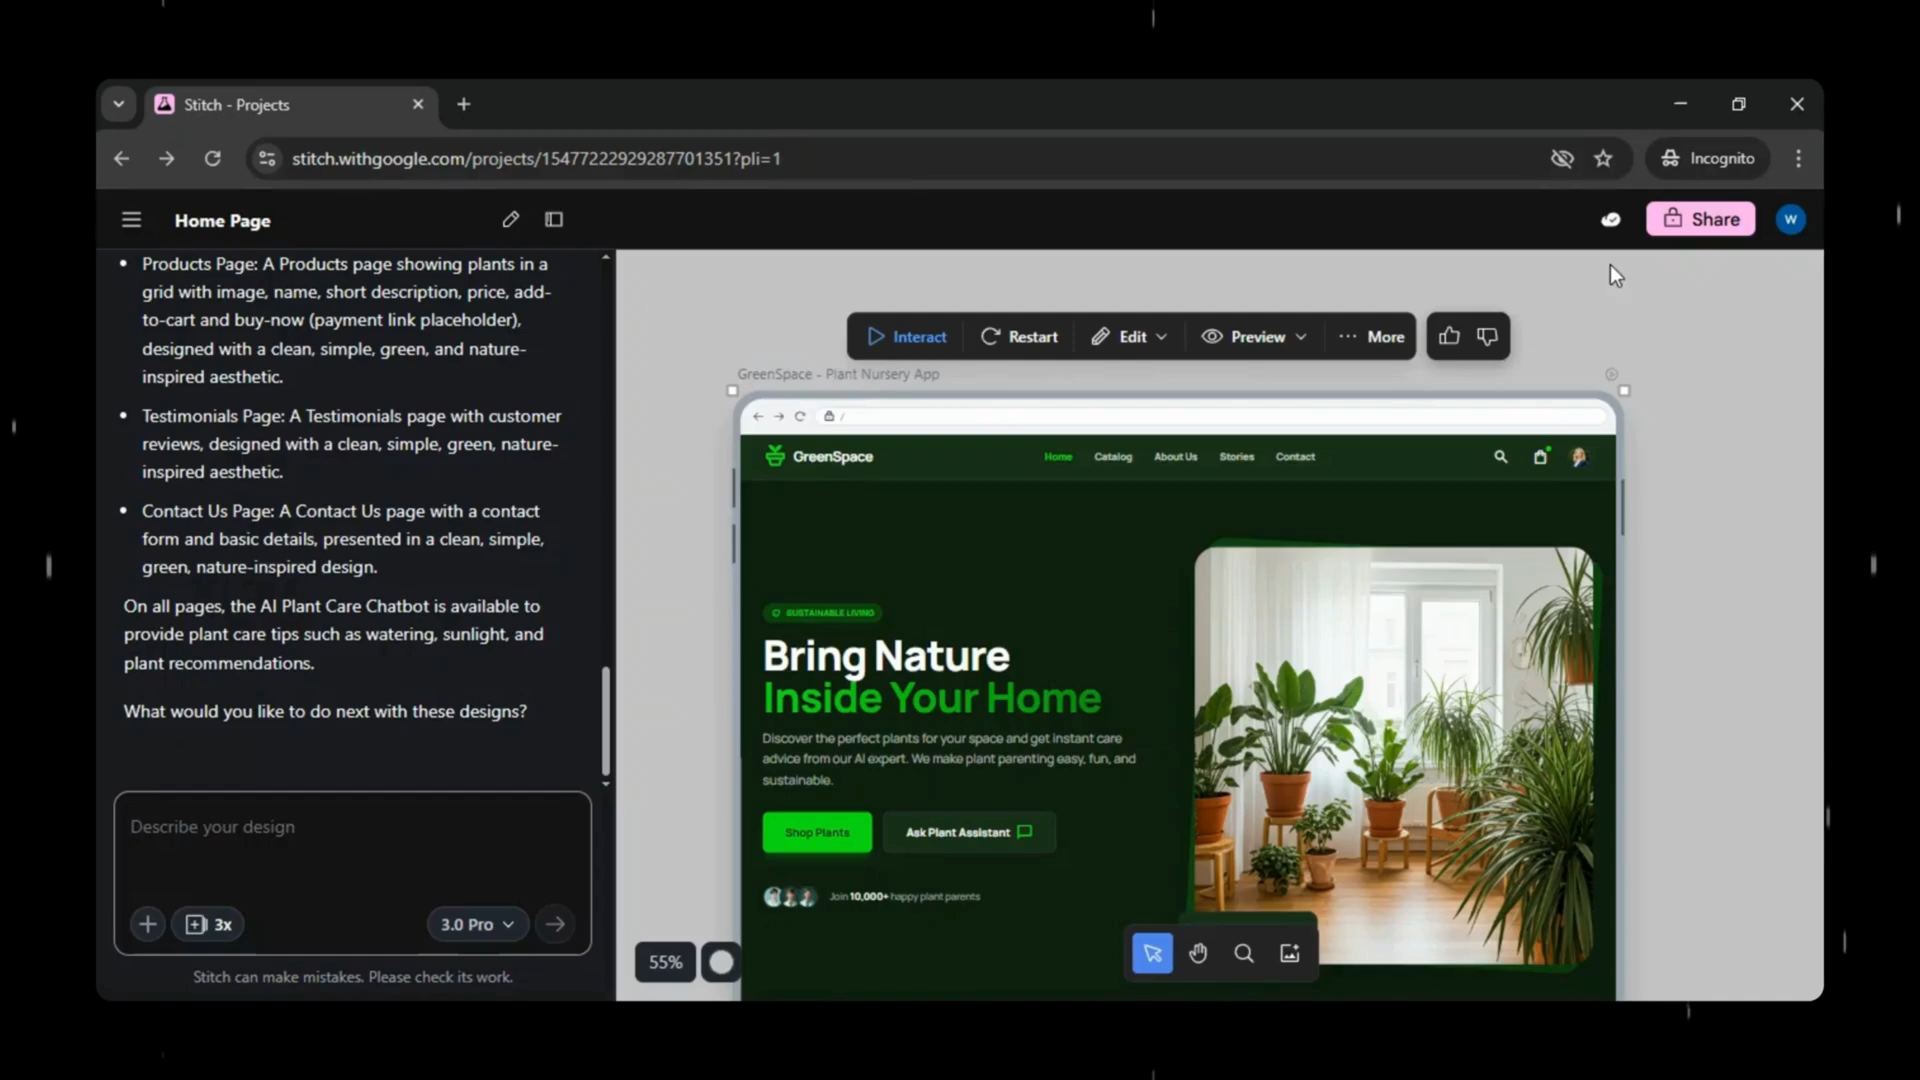 Stitch - Projects
stitch.withgoogle.com/projects/15477222929287701351?pli=1
Incognito
Home Page
Share
W
Products Page: A Products page showing plants in a
grid with image, name, short description, price, add-
to-cart and buy-now (payment link placeholder),
designed with a clean, simple, green, and nature-
inspired aesthetic.
Testimonials Page: A Testimonials page with customer
reviews, designed with a clean, simple, green, nature-
inspired aesthetic.
Contact Us Page: A Contact Us page with a contact
form and basic details, presented in a clean, simple,
green, nature-inspired design.
On all pages, the AI Plant Care Chatbot is available to
provide plant care tips such as watering, sunlight, and
plant recommendations.
What would you like to do next with these designs?
Describe your design
3x
3.0 Pro
Stitch can make mistakes. Please check its work.
Interact
Restart
Edit
Preview
More
GreenSpace - Plant Nursery App
/
GreenSpace
Home
Catalog
About Us
Stories
Contact
SUSTAINABLE LIVING
Bring Nature
Inside Your Home
Discover the perfect plants for your space and get instant care
advice from our AI expert. We make plant parenting easy, fun, and
sustainable.
Shop Plants
Ask Plant Assistant
Join 10,000+ happy plant parents
55%